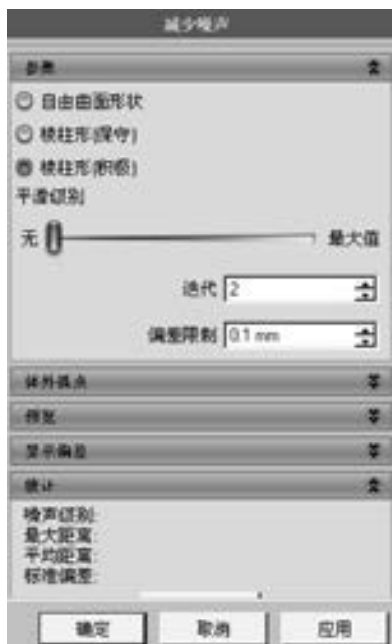 减少噪声
参数
自由曲面形状
棱柱形(保守)
棱柱形(积极)
平滑级别
无 最大值
迭代 2
偏差限制 0.1 mm
体外孤点
预览
显示偏差
统计
噪声级别:
最大距离:
平均距离:
标准偏差:
确定 取消 应用